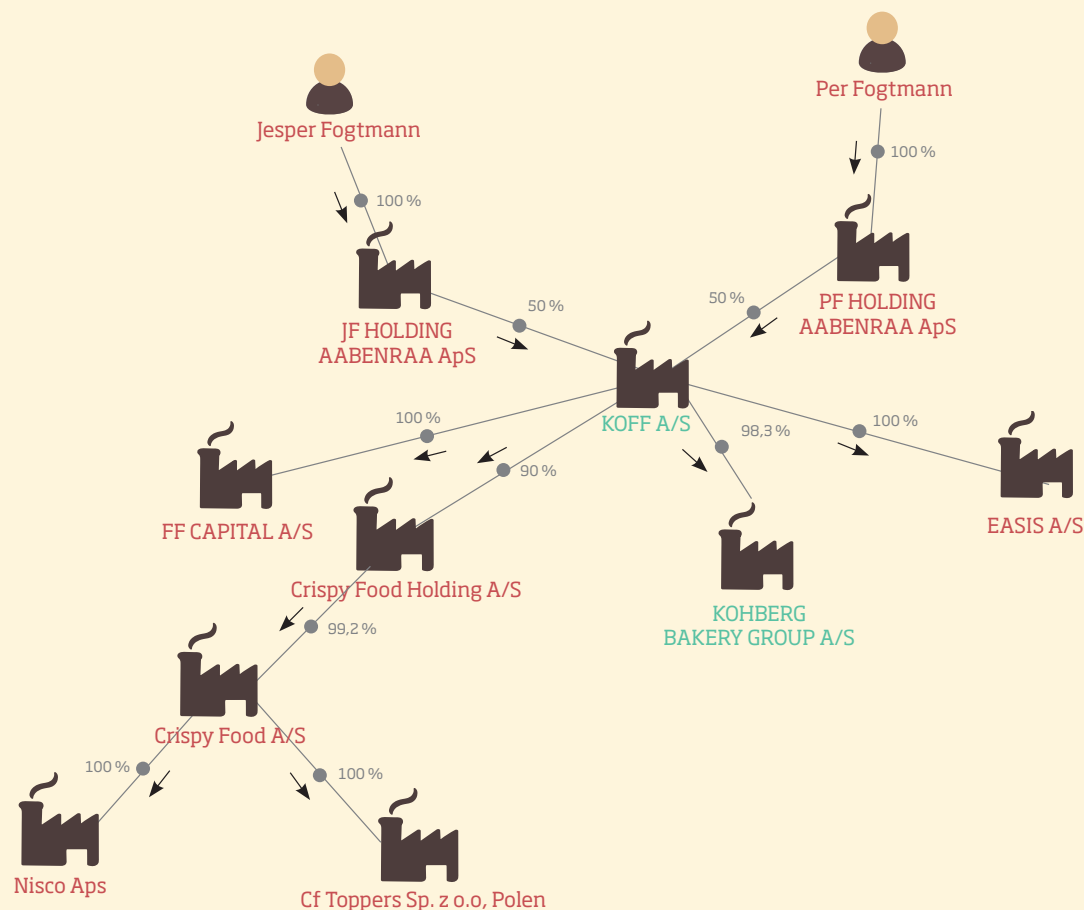 Per Fogtmann
Jesper Fogtmann
100 %
100 %
50 %
50 %
PF HOLDING
AABENRAA ApS
JF HOLDING
AABENRAA ApS
KOFF A/S
100 %
98,3 %
100 %
90 %
FF CAPITAL A/S
EASIS A/S
Crispy Food Holding A/S
KOHBERG
BAKERY GROUP A/S
99,2 %
Crispy Food A/S
100 %
100 %
Nisco Aps
Cf Toppers Sp. z o.o, Polen